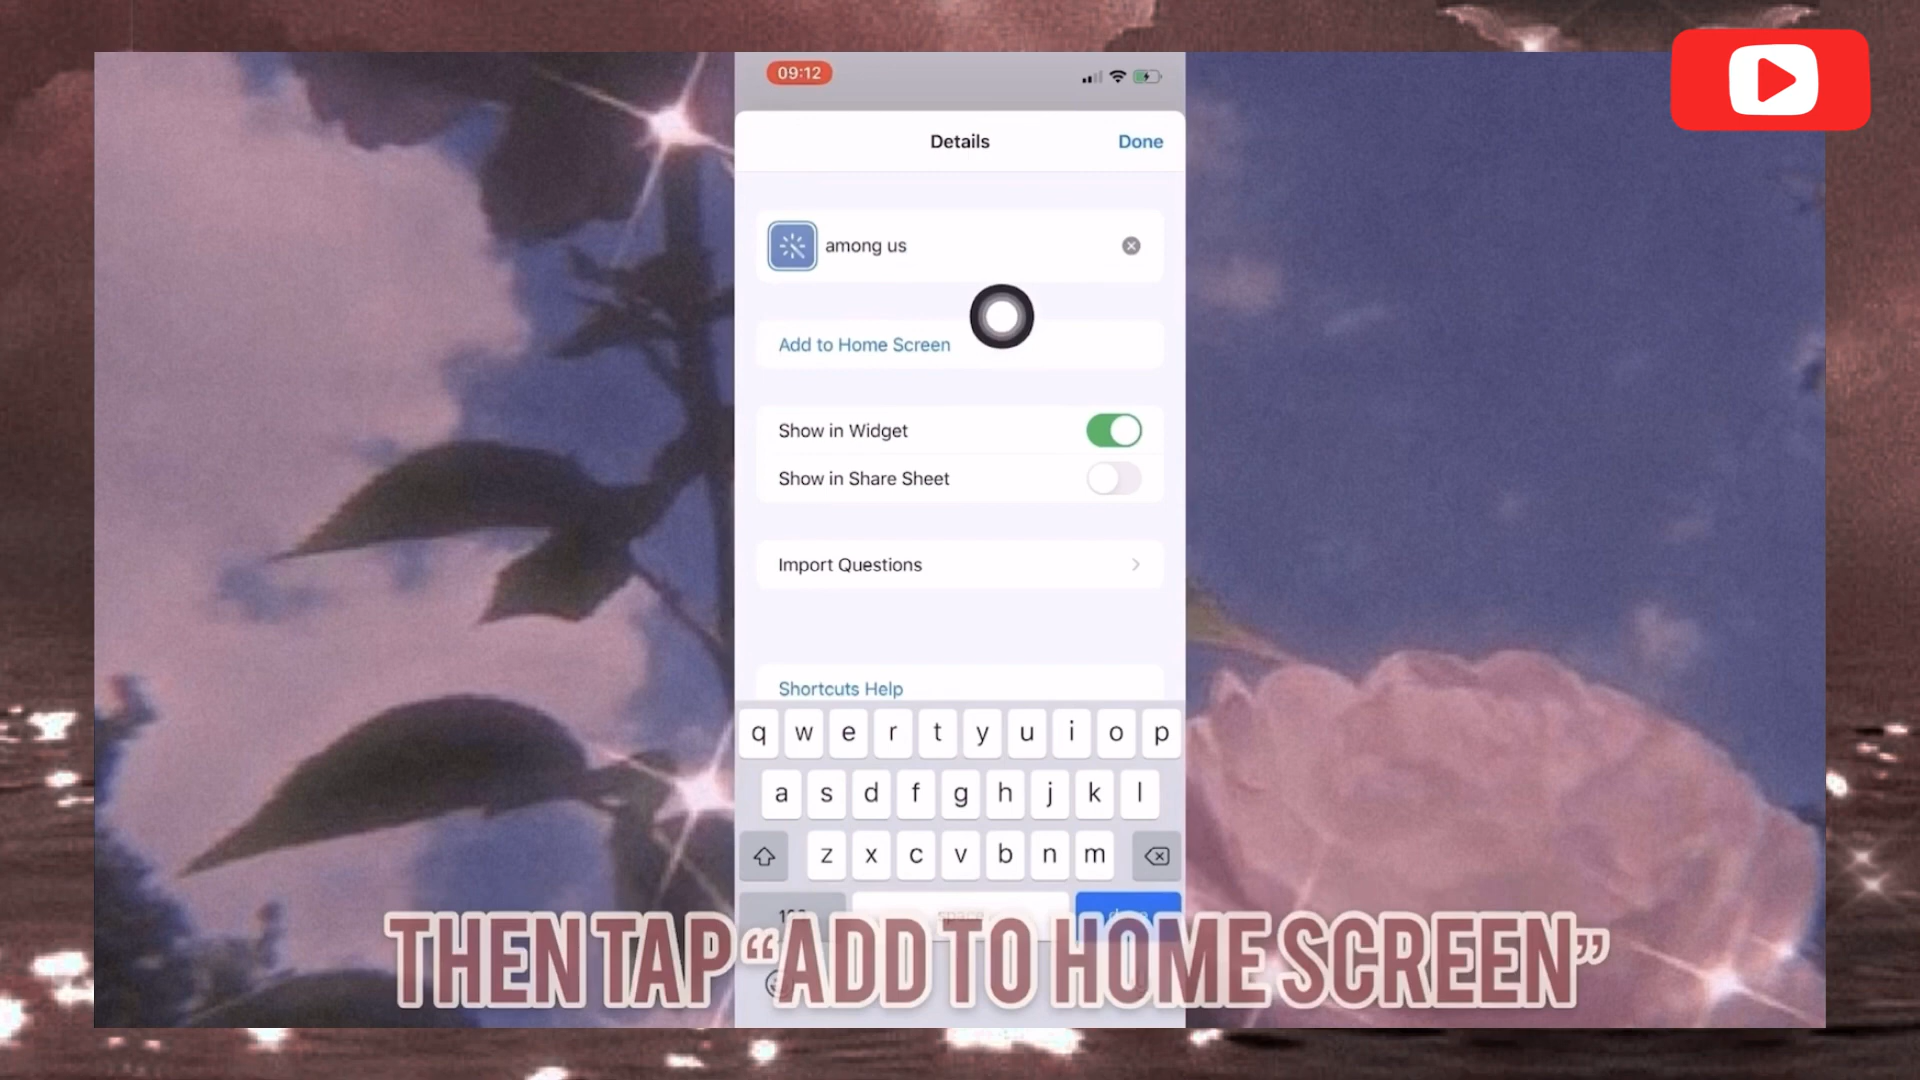 09:12
Details
Done
among us
Add to Home Screen
Show in Widget
Show in Share Sheet
Import Questions
Shortcuts Help
q w e r t y u i o p
a s d f g h j k l
z x c v b n m
space
THEN TAP “ADD TO HOME SCREEN”